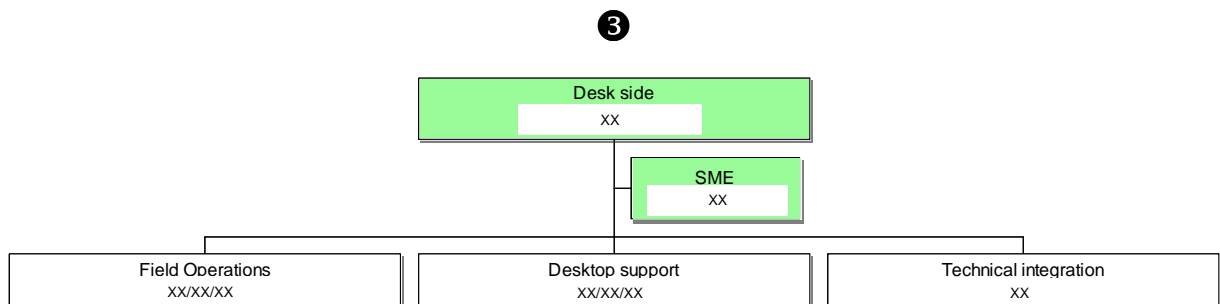 ❸
Desk side
XX
SME
XX
Field Operations
XX/XX/XX
Desktop support
XX/XX/XX
Technical integration
XX